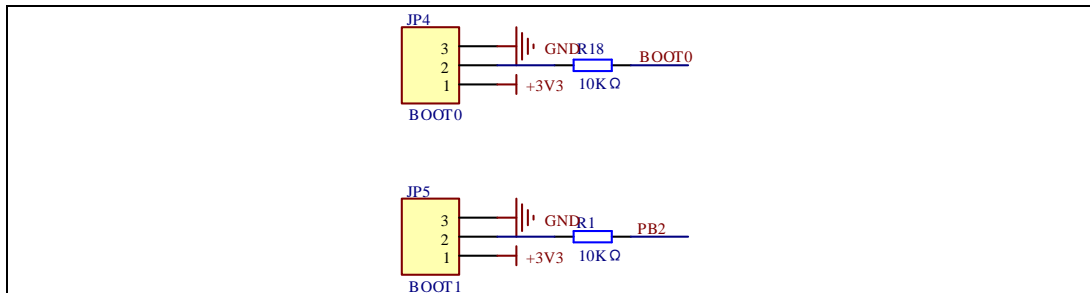 JP4
3 GND R18 BOOT0
2
1 +3V3 10KΩ
BOOT0
JP5
3 GND R1 PB2
2
1 +3V3 10KΩ
BOOT1